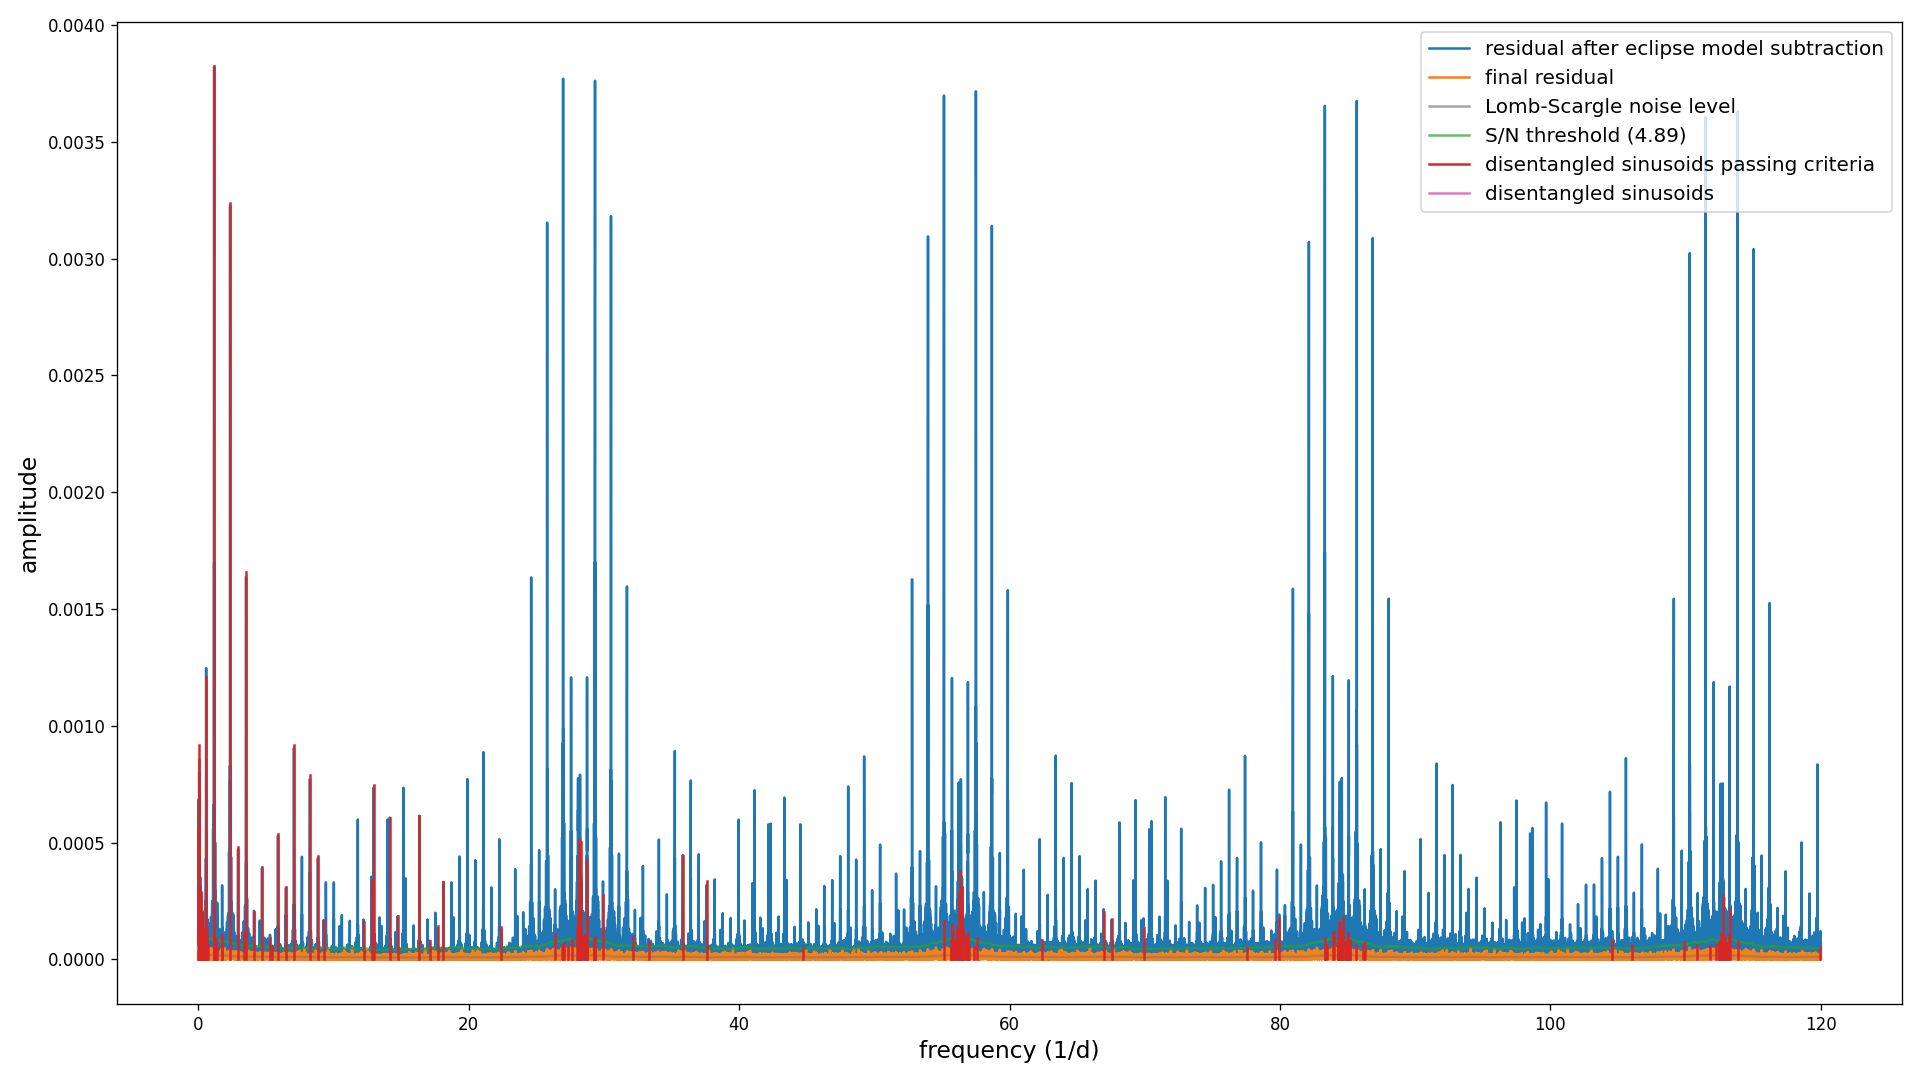 0.0040
0.0035
0.0030
0.0025
0.0020
0.0015
0.0010
0.0005
0.0000
amplitude
residual after eclipse model subtraction
final residual
Lomb-Scargle noise level
S/N threshold (4.89)
disentangled sinusoids passing criteria
disentangled sinusoids
0 20 40 60 80 100 120
frequency (1/d)